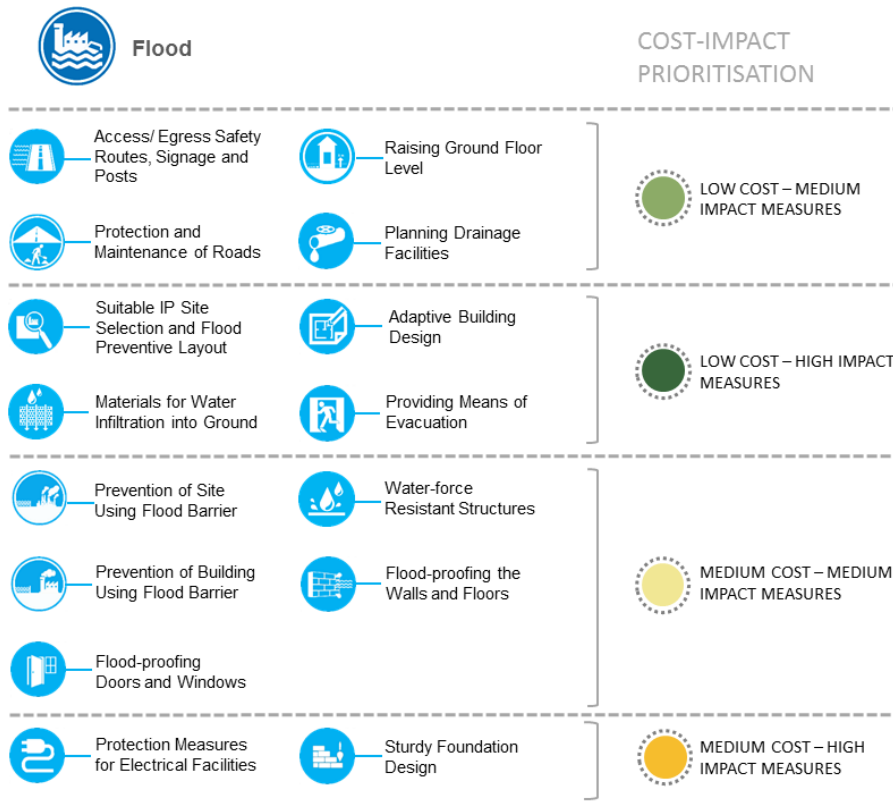 Flood
COST-IMPACT
PRIORITISATION
Access/ Egress Safety
Routes, Signage and
Posts
Raising Ground Floor
Level
Protection and
Maintenance of Roads
Planning Drainage
Facilities
LOW COST – MEDIUM
IMPACT MEASURES
Suitable IP Site
Selection and Flood
Preventive Layout
Adaptive Building
Design
Materials for Water
Infiltration into Ground
Providing Means of
Evacuation
LOW COST – HIGH IMPACT
MEASURES
Prevention of Site
Using Flood Barrier
Water-force
Resistant Structures
Prevention of Building
Using Flood Barrier
Flood-proofing the
Walls and Floors
Flood-proofing
Doors and Windows
MEDIUM COST – MEDIUM
IMPACT MEASURES
Protection Measures
for Electrical Facilities
Sturdy Foundation
Design
MEDIUM COST – HIGH
IMPACT MEASURES